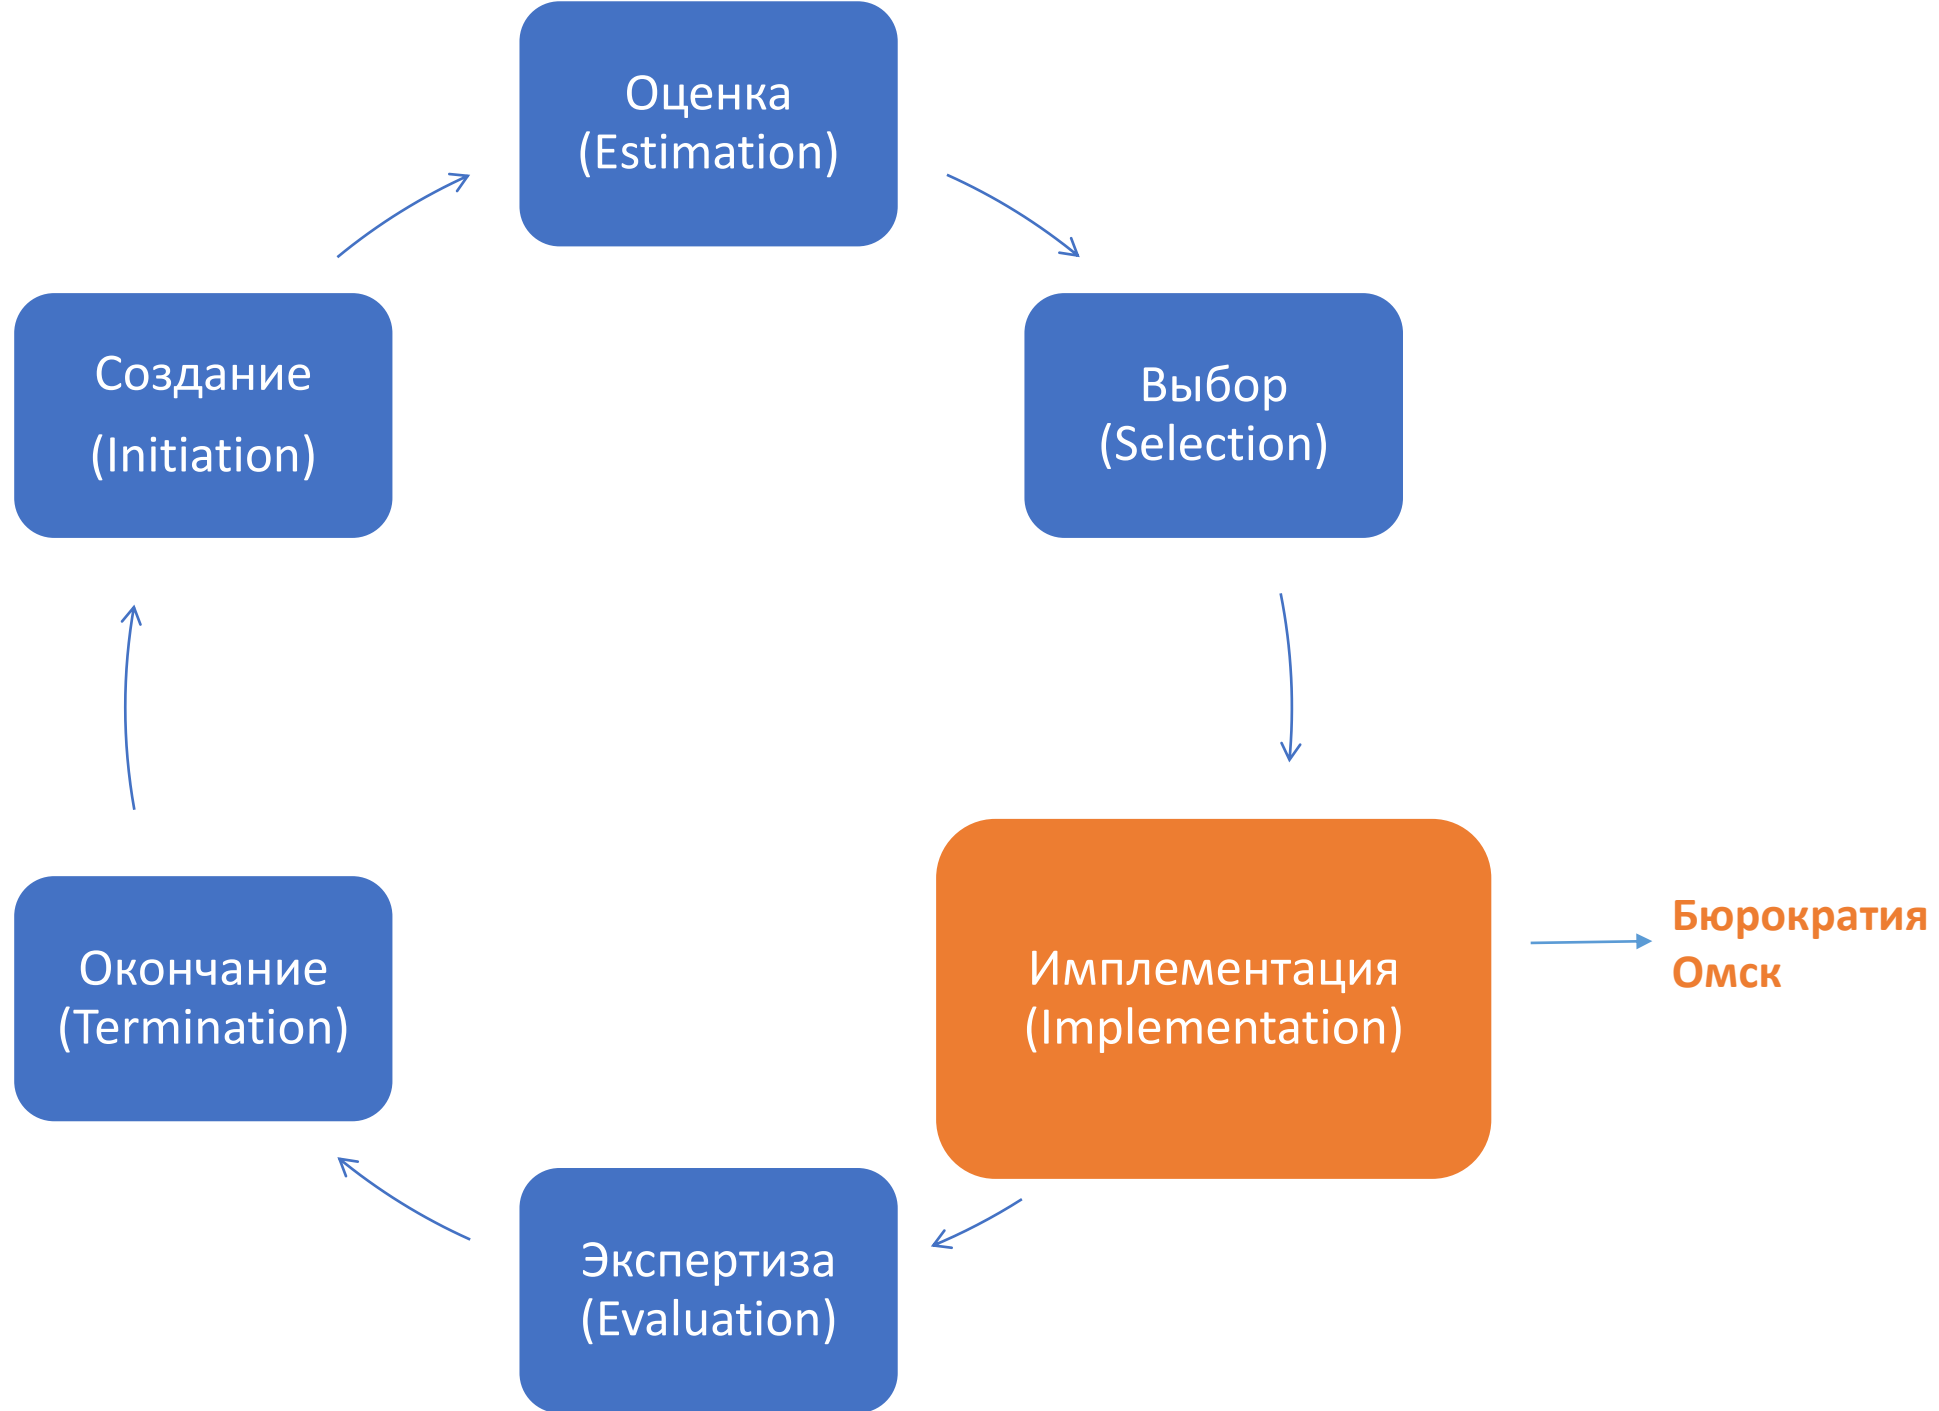 Оценка
(Estimation)
Выбор
(Selection)
Имплементация
(Implementation)
Бюрократия
Омск
Экспертиза
(Evaluation)
Окончание
(Termination)
Создание
(Initiation)